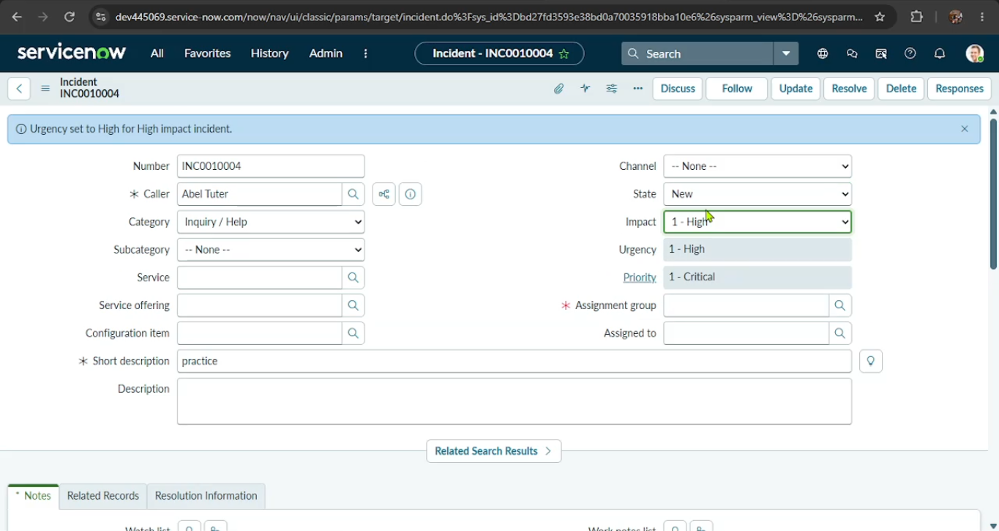 dev445069.service-now.com/now/nav/ui/classic/params/target/incident.do%3Fsys_id%3Dbd27fd3593e38bd0a70035918bba10e6%26sysparm_view%3D%26sysparm...
servicenow All Favorites History Admin Incident - INC0010004 Search
Incident
INC0010004
Discuss Follow Update Resolve Delete Responses
Urgency set to High for High impact incident.
Number INC0010004 Channel -- None --
* Caller Abel Tuter State New
Category Inquiry / Help Impact 1 - High
Subcategory -- None -- Urgency 1 - High
Service Priority 1 - Critical
Service offering * Assignment group
Configuration item Assigned to
* Short description practice
Description
Related Search Results >
* Notes Related Records Resolution Information
Watch list Work notes list